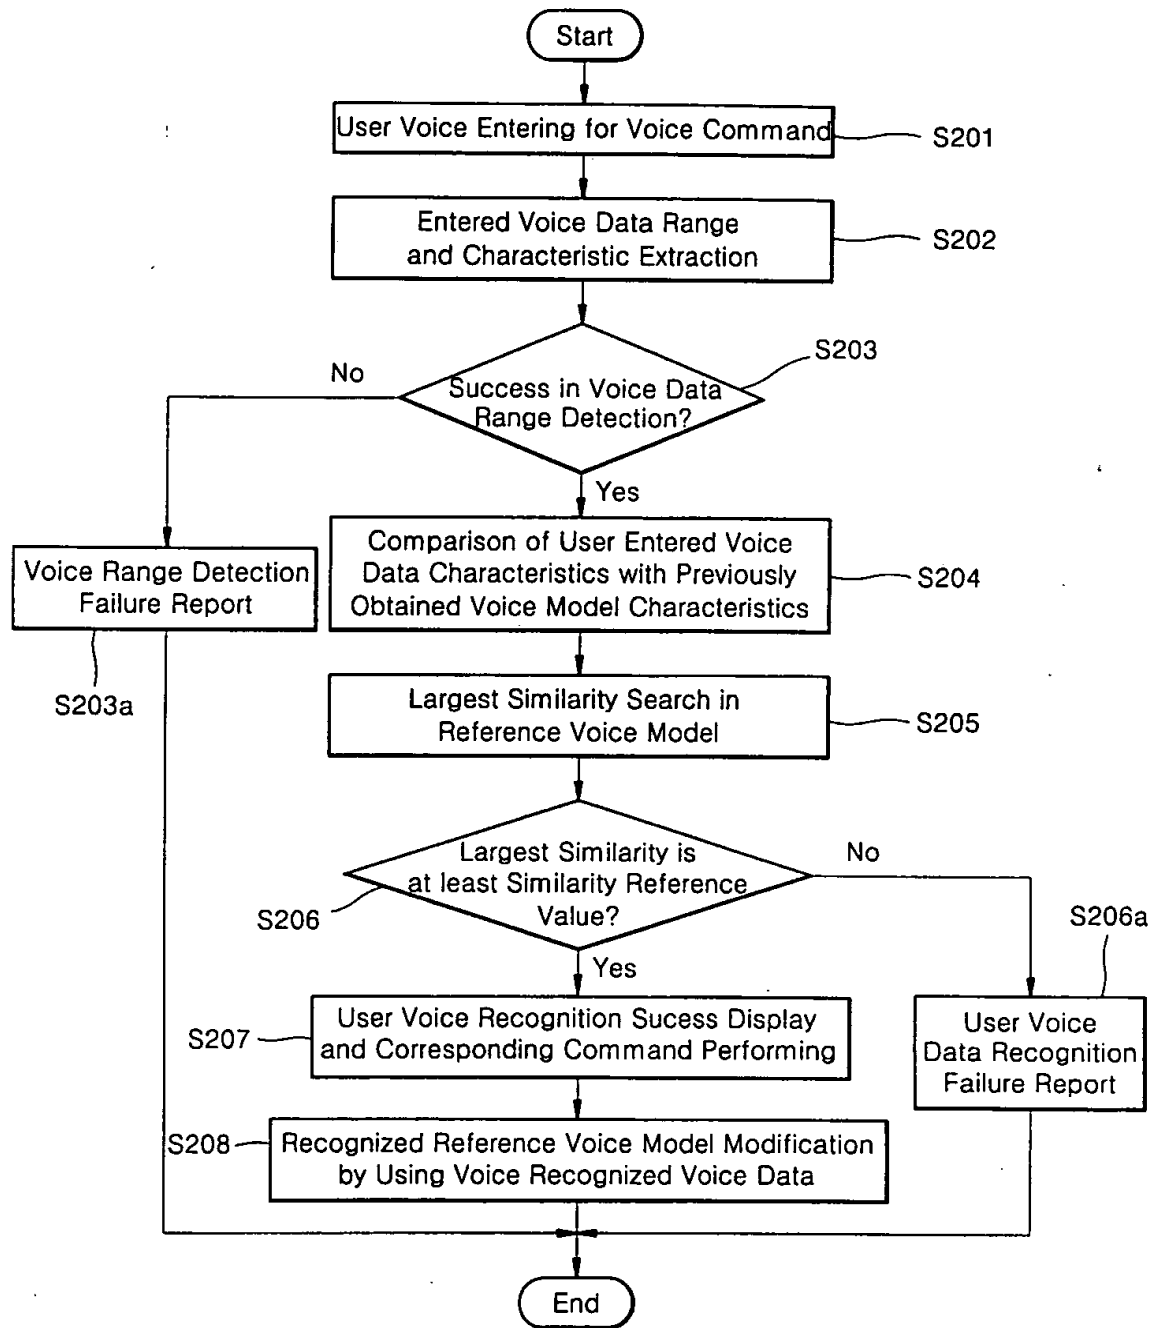 Start
User Voice Entering for Voice Command
S201
Entered Voice Data Range
and Characteristic Extraction
S202
S203
No
Success in Voice Data
Range Detection?
Yes
Voice Range Detection
Failure Report
S203a
Comparison of User Entered Voice
Data Characteristics with Previously
Obtained Voice Model Characteristics
S204
Largest Similarity Search in
Reference Voice Model
S205
Largest Similarity is
at least Similarity Reference
Value?
No
S206
S206a
Yes
User Voice Recognition Sucess Display
and Corresponding Command Performing
S207
User Voice
Data Recognition
Failure Report
S208
Recognized Reference Voice Model Modification
by Using Voice Recognized Voice Data
End